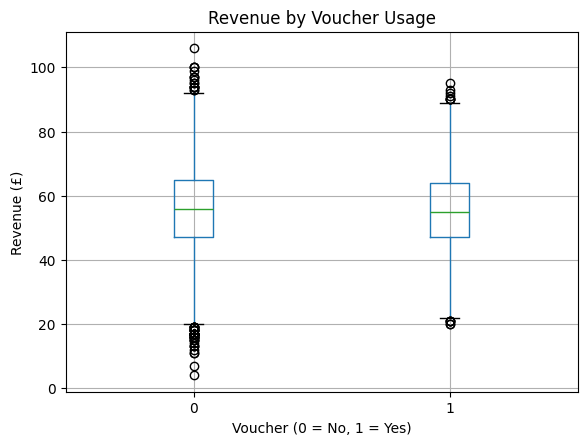 Revenue by Voucher Usage
100
80
60
40
20
0
Revenue (£)
0
1
Voucher (0 = No, 1 = Yes)